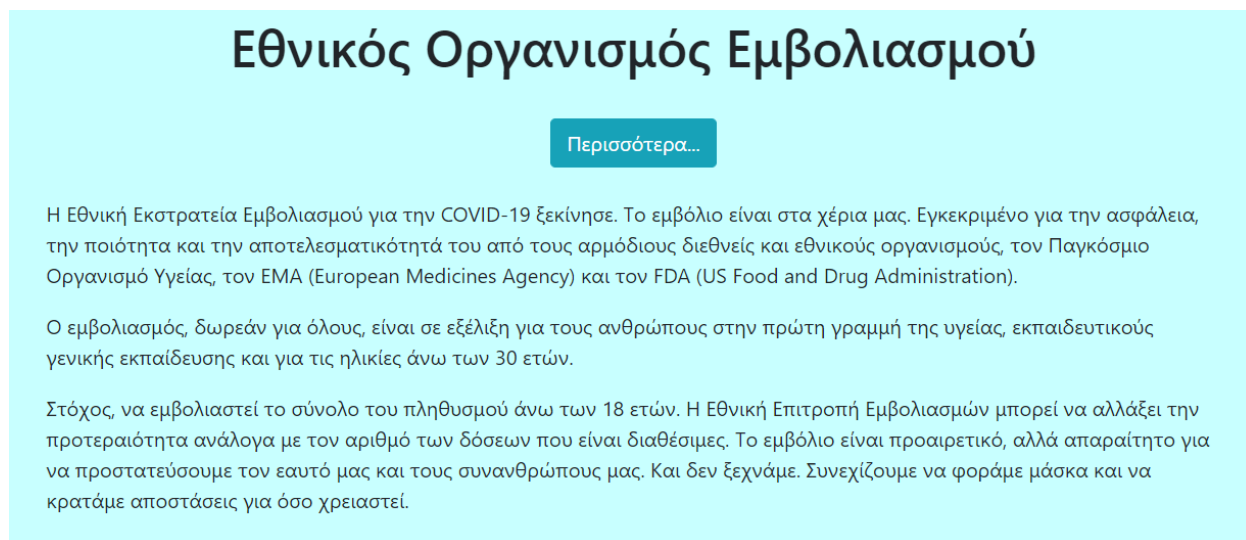 Εθνικός Οργανισμός Εμβολιασμού
Περισσότερα...
Η Εθνική Εκστρατεία Εμβολιασμού για την COVID-19 ξεκίνησε. Το εμβόλιο είναι στα χέρια μας. Εγκεκριμένο για την ασφάλεια,
την ποιότητα και την αποτελεσματικότητά του από τους αρμόδιους διεθνείς και εθνικούς οργανισμούς, τον Παγκόσμιο
Οργανισμό Υγείας, τον EMA (European Medicines Agency) και τον FDA (US Food and Drug Administration).
Ο εμβολιασμός, δωρεάν για όλους, είναι σε εξέλιξη για τους ανθρώπους στην πρώτη γραμμή της υγείας, εκπαιδευτικούς
γενικής εκπαίδευσης και για τις ηλικίες άνω των 30 ετών.
Στόχος, να εμβολιαστεί το σύνολο του πληθυσμού άνω των 18 ετών. Η Εθνική Επιτροπή Εμβολιασμών μπορεί να αλλάξει την
προτεραιότητα ανάλογα με τον αριθμό των δόσεων που είναι διαθέσιμες. Το εμβόλιο είναι προαιρετικό, αλλά απαραίτητο για
να προστατεύσουμε τον εαυτό μας και τους συνανθρώπους μας. Και δεν ξεχνάμε. Συνεχίζουμε να φοράμε μάσκα και να
κρατάμε αποστάσεις για όσο χρειαστεί.